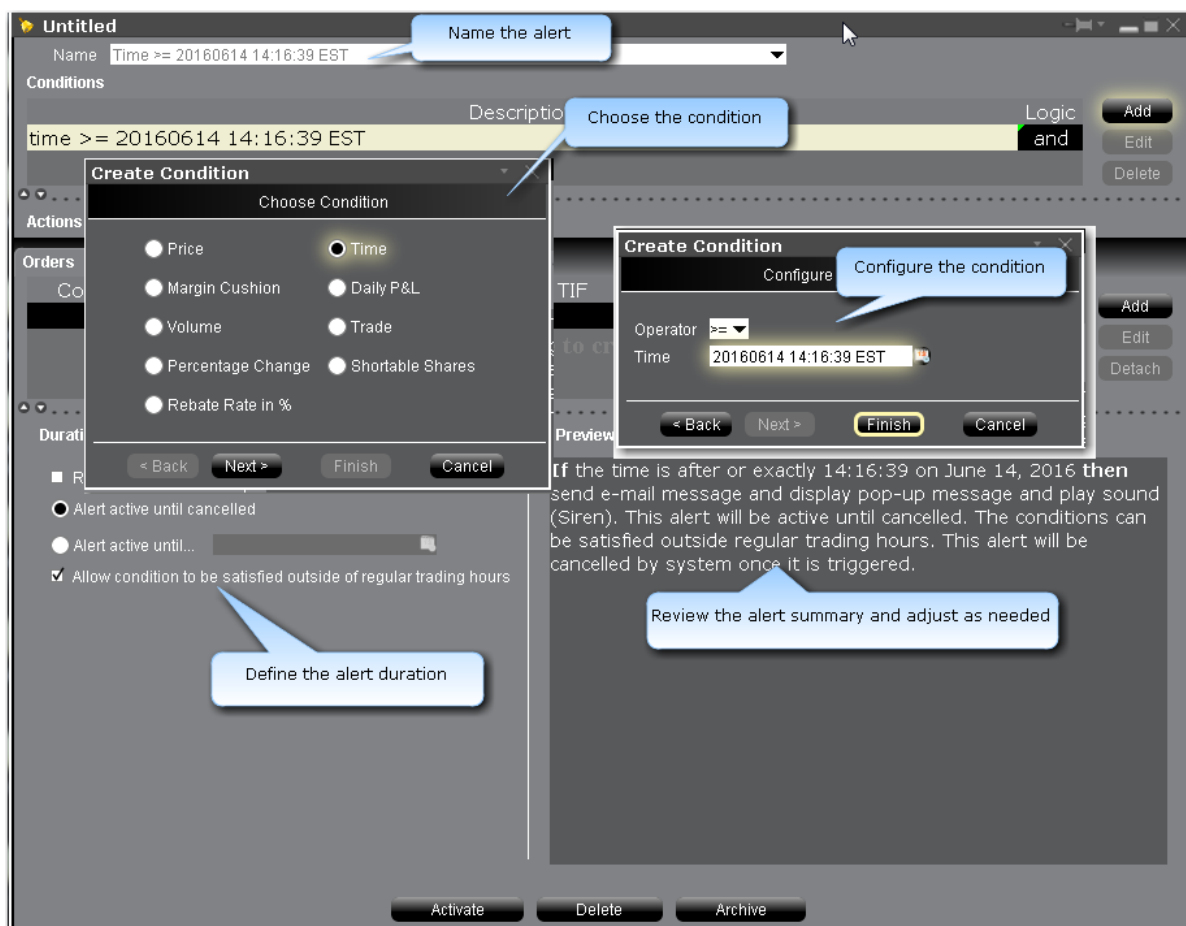 Untitled
Name the alert
Name Time >= 20160614 14:16:39 EST
Conditions
Descriptio
Logic
Add
Choose the condition
time >= 20160614 14:16:39 EST
and
Edit
Delete
Create Condition
Choose Condition
Actions
Price
Time
Margin Cushion
Daily P&L
Volume
Trade
Percentage Change
Shortable Shares
Rebate Rate in %
< Back
Next >
Finish
Cancel
Create Condition
Configure
Configure the condition
Operator >=
Time 20160614 14:16:39 EST
< Back
Next >
Finish
Cancel
Orders
Co
TIF
to cr
Add
Edit
Detach
Durati
R
Alert active until cancelled
Alert active until...
Allow condition to be satisfied outside of regular trading hours
Define the alert duration
Preview
If the time is after or exactly 14:16:39 on June 14, 2016 then
send e-mail message and display pop-up message and play sound
(Siren). This alert will be active until cancelled. The conditions can
be satisfied outside regular trading hours. This alert will be
cancelled by system once it is triggered.
Review the alert summary and adjust as needed
Activate
Delete
Archive